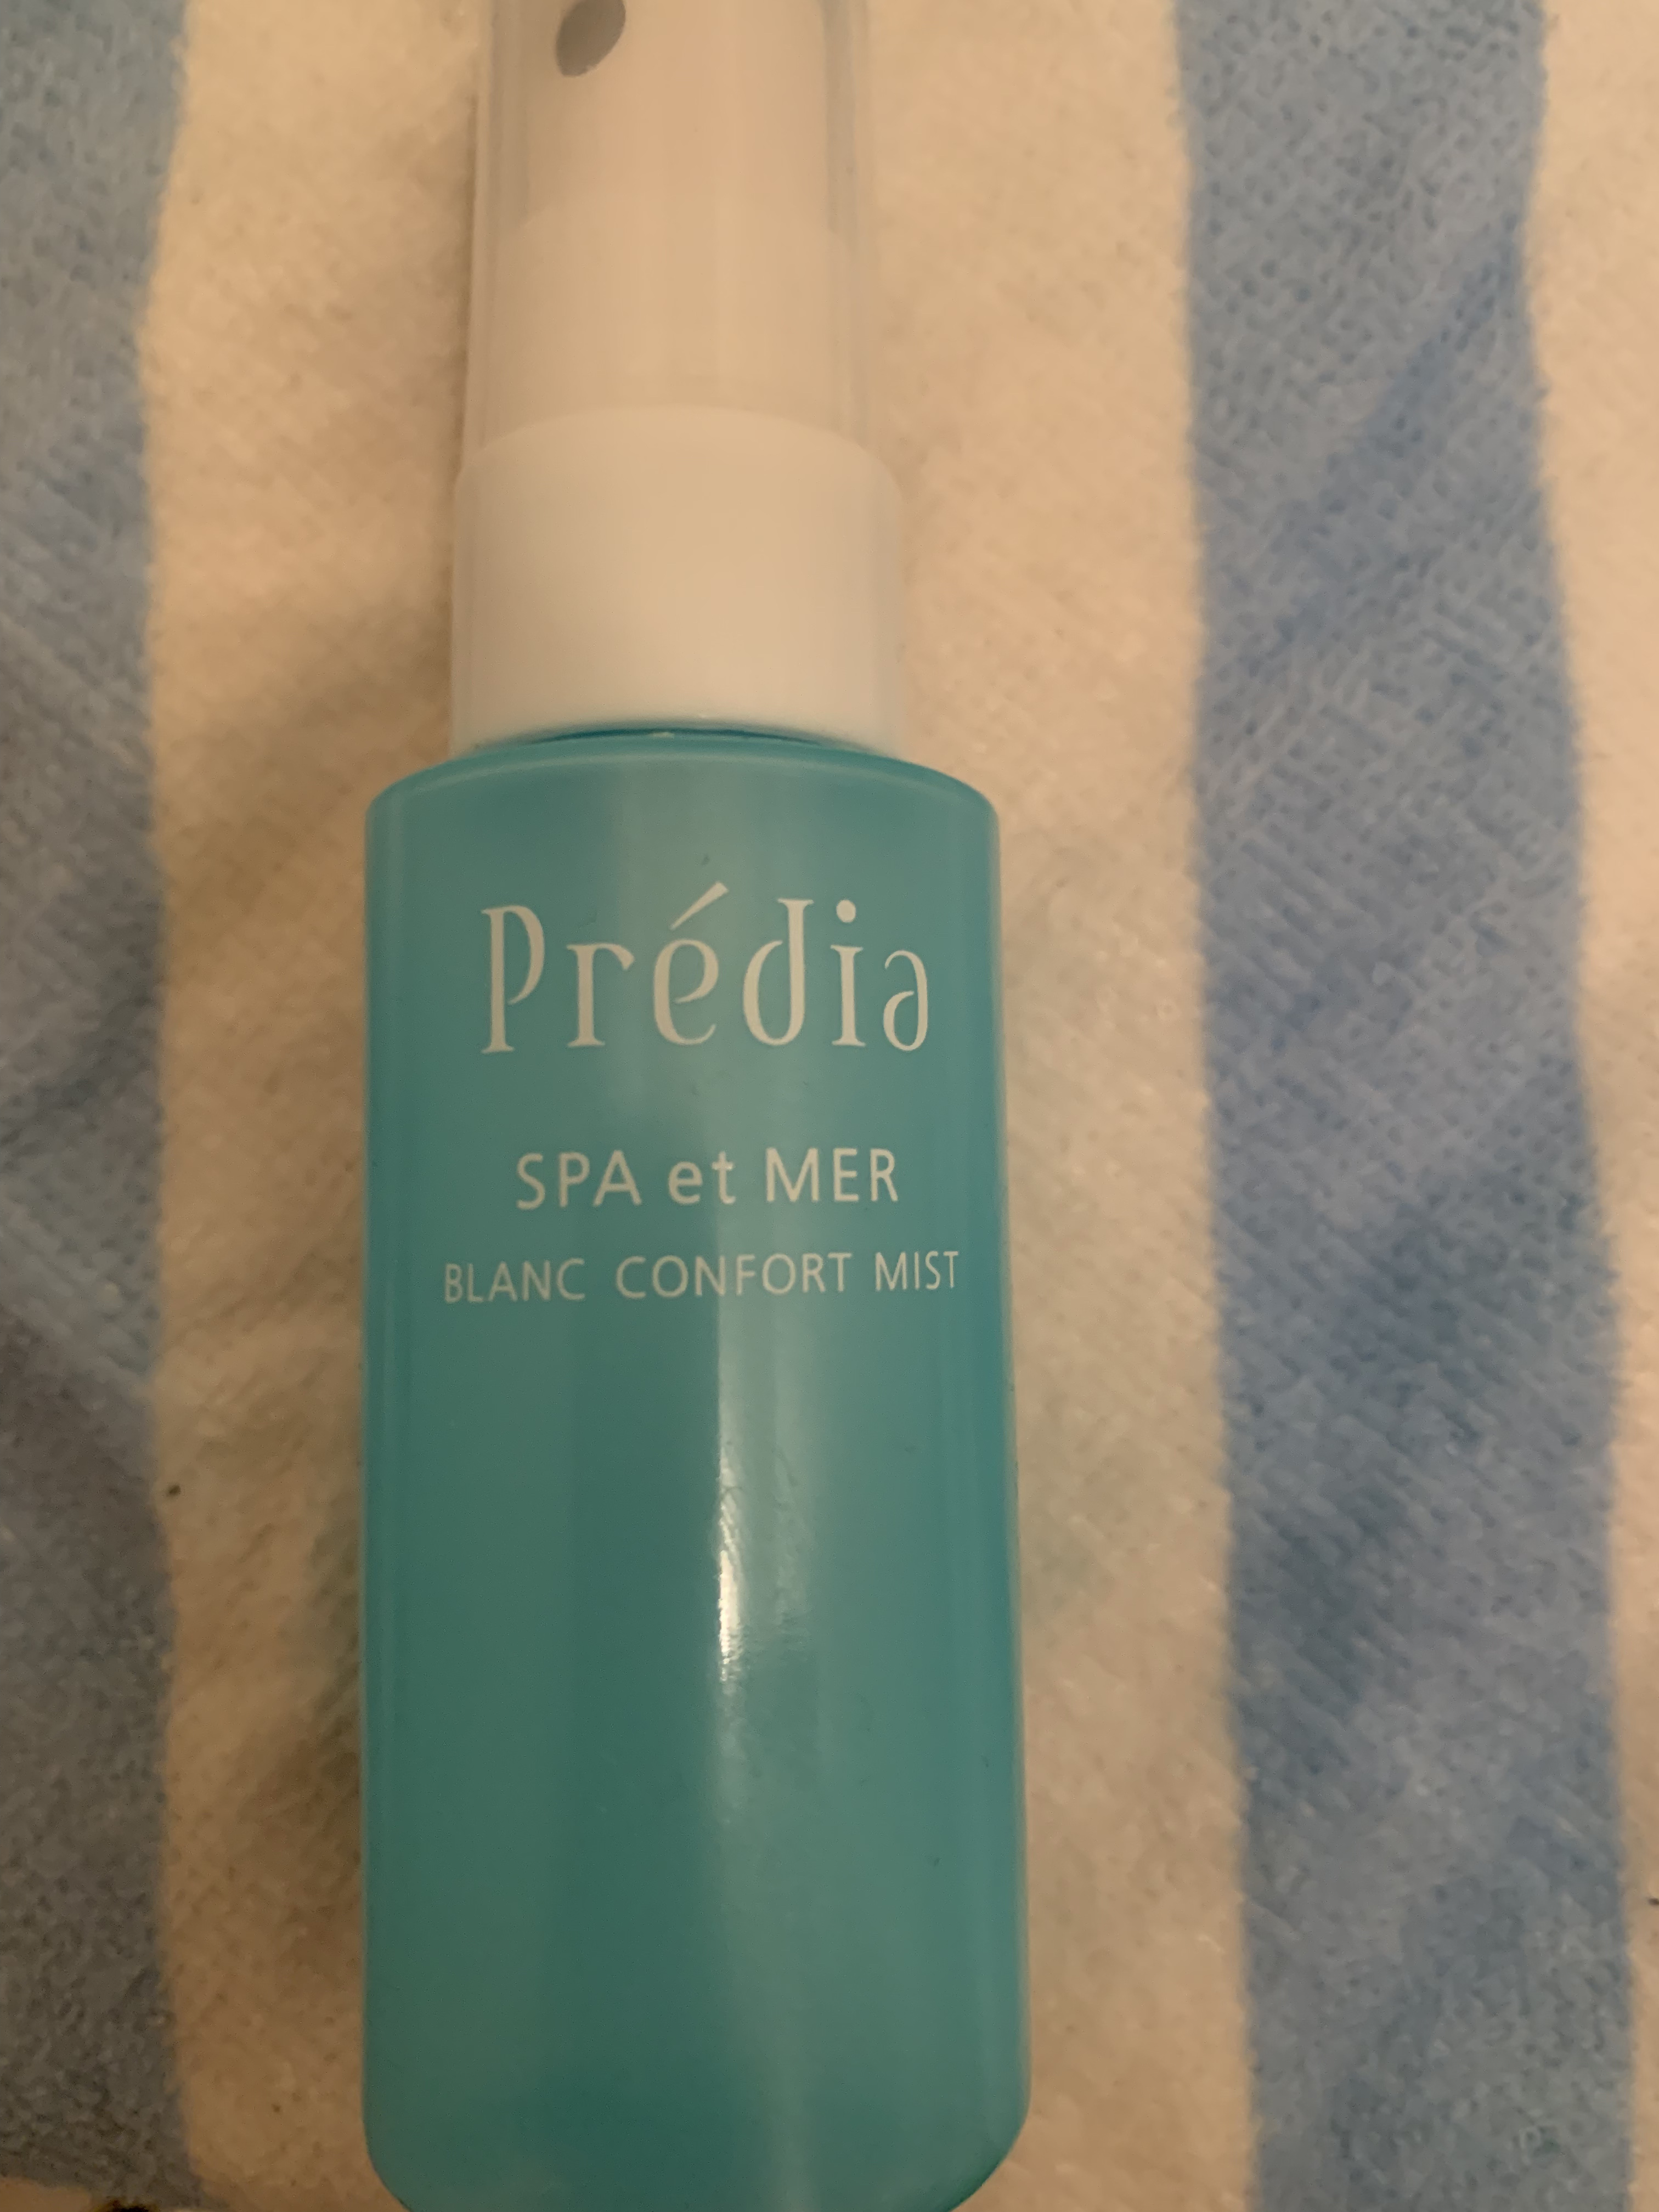 Prédia
SPA et MER
BLANC CONFORT MIST